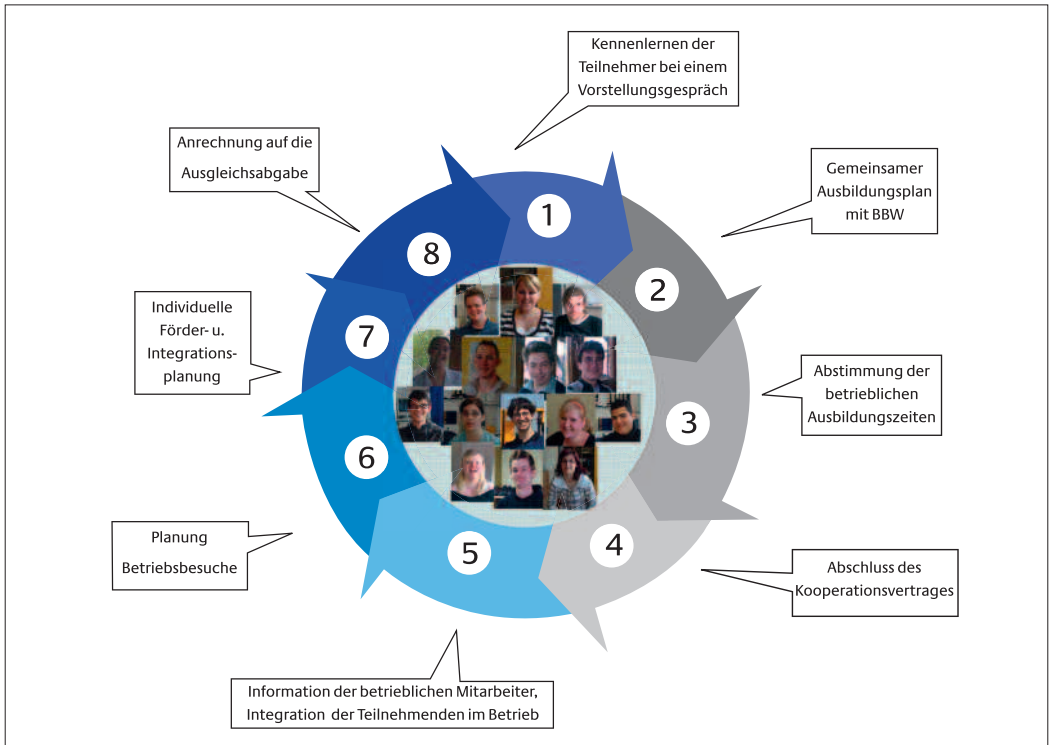 Kennenlernen der
Teilnehmer bei einem
Vorstellungsgespräch
Anrechnung auf die
Ausgleichsabgabe
Gemeinsamer
Ausbildungsplan
mit BBW
1
8
2
Individuelle
Förder- u.
Integrations-
planung
7
Abstimmung der
betrieblichen
Ausbildungszeiten
3
6
Planung
Betriebsbesuche
5
4
Abschluss des
Kooperationsvertrages
Information der betrieblichen Mitarbeiter,
Integration der Teilnehmenden im Betrieb